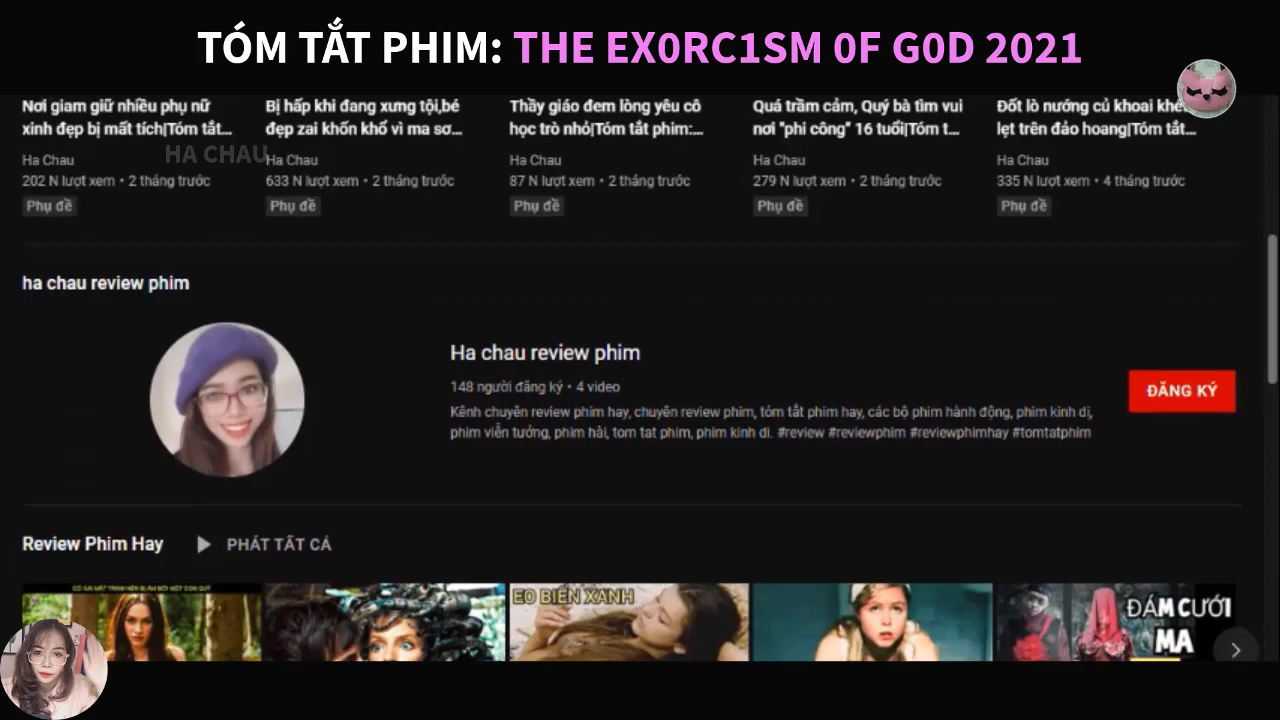 TÓM TẮT PHIM: THE EX0RC1SM 0F G0D 2021
Nơi giam giữ nhiều phụ nữ
xinh đẹp bị mất tích|Tóm tắt...
Ha Chau
202 N lượt xem • 2 tháng trước
Phụ đề
Bị hấp khi đang xưng tội,bé
đẹp zai khốn khổ vì ma sơ...
Ha Chau
633 N lượt xem • 2 tháng trước
Phụ đề
Thầy giáo đem lòng yêu cô
học trò nhỏ|Tóm tắt phim:...
Ha Chau
87 N lượt xem • 2 tháng trước
Phụ đề
Quá trầm cảm, Quý bà tìm vui
nơi "phi công" 16 tuổi|Tóm t...
Ha Chau
279 N lượt xem • 2 tháng trước
Phụ đề
Đốt lò nướng củ khoai khét
lẹt trên đảo hoang|Tóm tắt...
Ha Chau
335 N lượt xem • 4 tháng trước
Phụ đề
HA CHAU
ha chau review phim
Ha chau review phim
148 người đăng ký • 4 video
Kênh chuyên review phim hay, chuyên review phim, tóm tắt phim hay, các bộ phim hành động, phim kinh dị,
phim viễn tưởng, phim hài, tom tat phim, phim kinh di. #review #reviewphim #reviewphimhay #tomtatphim
ĐĂNG KÝ
Review Phim Hay
PHÁT TẤT CẢ
EO BIỂN XANH
ĐÁM CƯỚI
MA